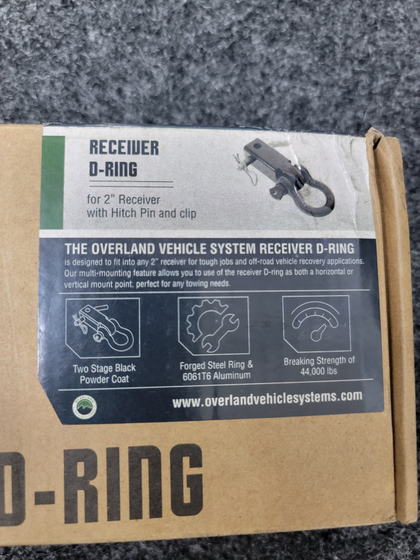 RECEIVER
D-RING
for 2" Receiver
with Hitch Pin and clip
THE OVERLAND VEHICLE SYSTEM RECEIVER D-RING
is designed to fit into any 2" receiver for tough jobs and off-road vehicle recovery applications.
Our multi-mounting feature allows you to use of the receiver D-ring as both a horizontal or
vertical mount point, perfect for any towing needs.
Two Stage Black
Powder Coat
Forged Steel Ring &
6061T6 Aluminum
Breaking Strength of
44,000 lbs
www.overlandvehiclesystems.com
D-RING